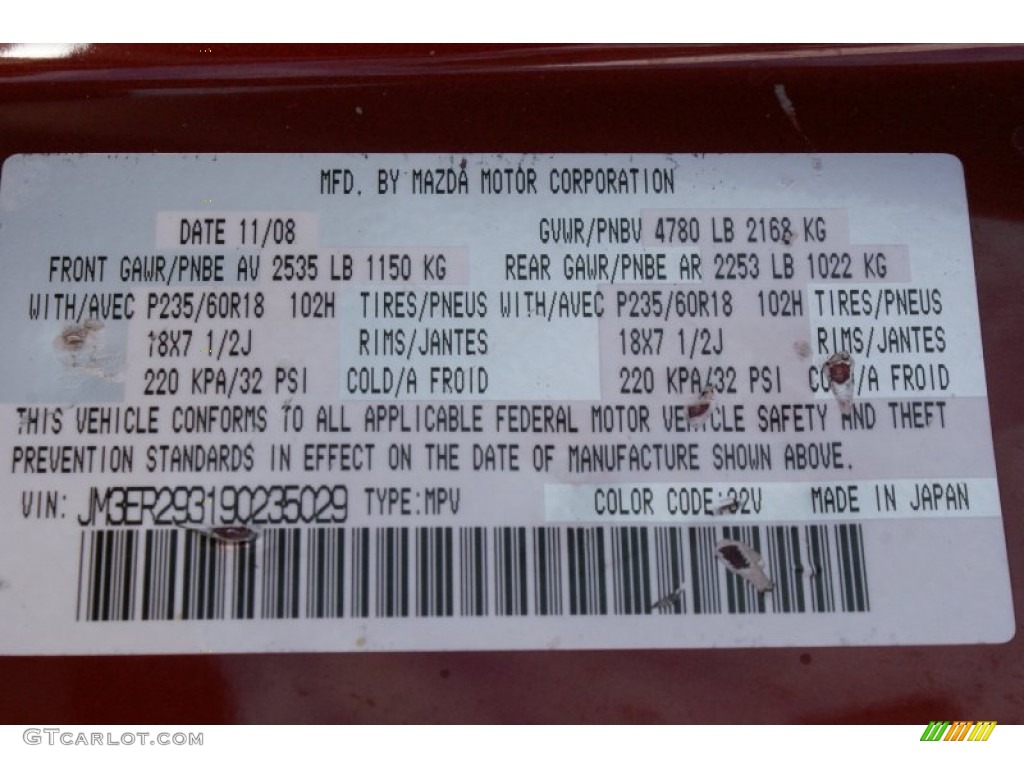 MFD. BY MAZDA MOTOR CORPORATION
DATE 11/08 GVWR/PNBV 4780 LB 2168 KG
FRONT GAWR/PNBE AV 2535 LB 1150 KG REAR GAWR/PNBE AR 2253 LB 1022 KG
WITH/AVEC P235/60R18 102H TIRES/PNEUS WITH/AVEC P235/60R18 102H TIRES/PNEUS
18X7 1/2J RIMS/JANTES 18X7 1/2J RIMS/JANTES
220 KPA/32 PSI COLD/A FROID 220 KPA/32 PSI COLD/A FROID
THIS VEHICLE CONFORMS TO ALL APPLICABLE FEDERAL MOTOR VEHICLE SAFETY AND THEFT
PREVENTION STANDARDS IN EFFECT ON THE DATE OF MANUFACTURE SHOWN ABOVE.
VIN: JM3ER293190235029 TYPE:MPV COLOR CODE:32V MADE IN JAPAN
GTCARLOT.COM